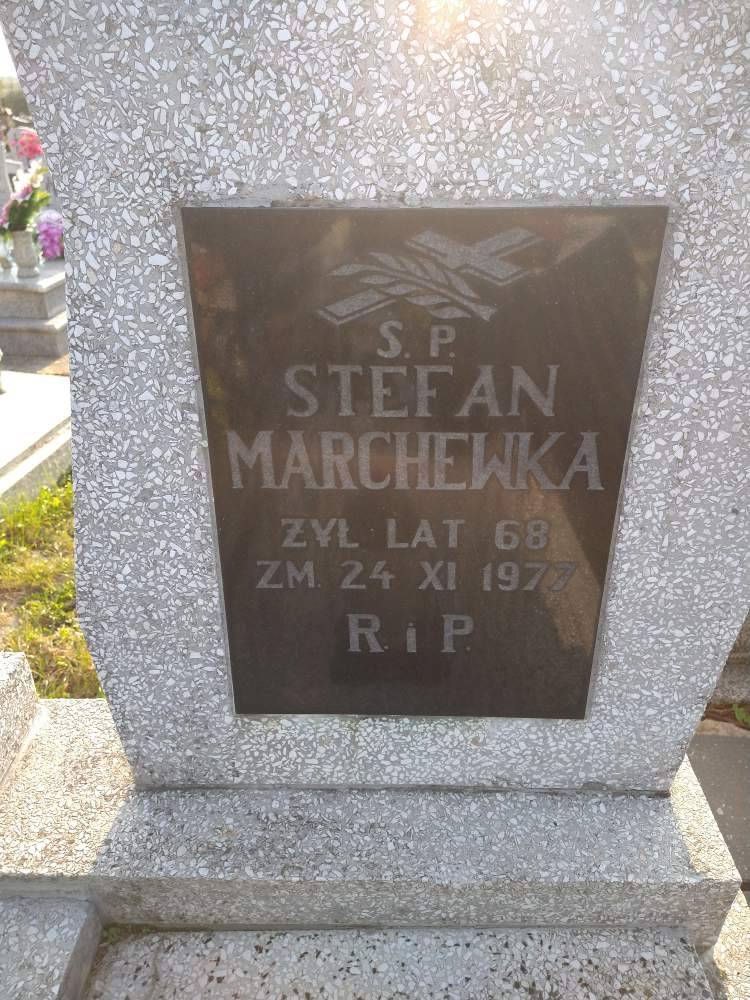 S. P.
STEFAN
MARCHEWKA
ŻYŁ LAT 68
ZM. 24 XI 1977
R. i P.